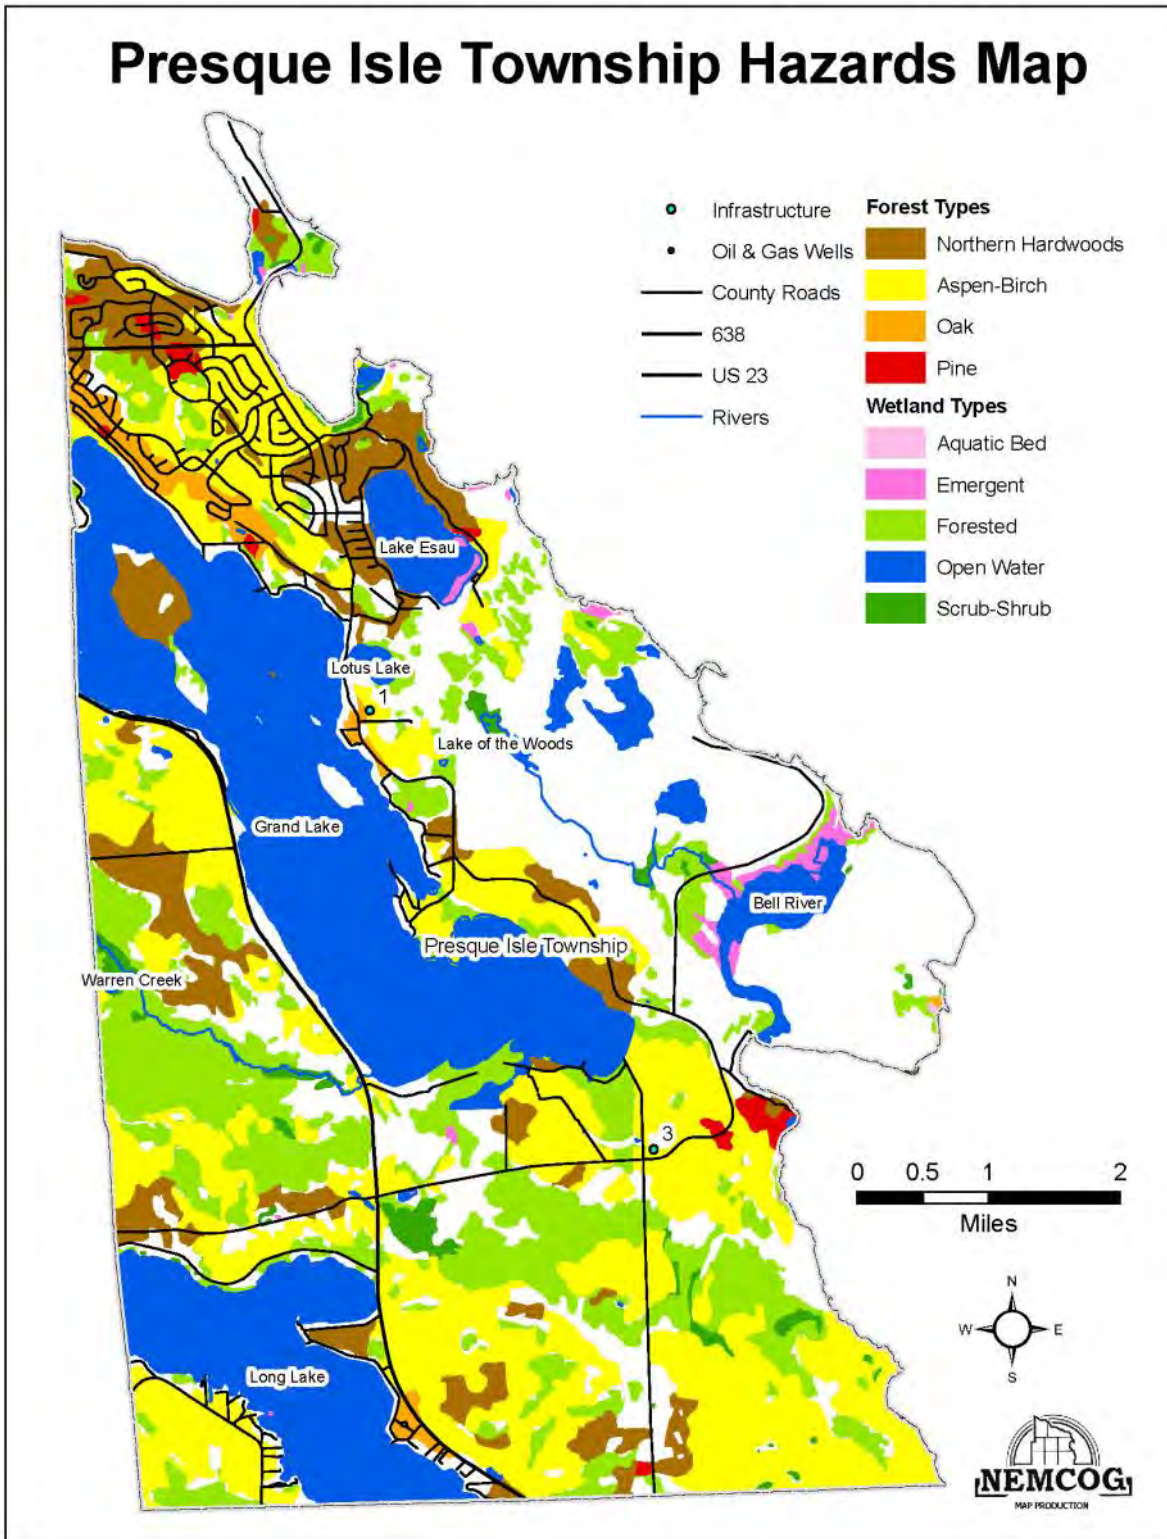 Presque Isle Township Hazards Map
Infrastructure
Oil & Gas Wells
County Roads
638
US 23
Rivers
Forest Types
Northern Hardwoods
Aspen-Birch
Oak
Pine
Wetland Types
Aquatic Bed
Emergent
Forested
Open Water
Scrub-Shrub
Lake Esau
Lotus Lake
1
Lake of the Woods
Grand Lake
Bell River
Presque Isle Township
Warren Creek
3
0 0.5 1 2
Miles
N
W E
S
Long Lake
NEMCOG
MAP PRODUCTION